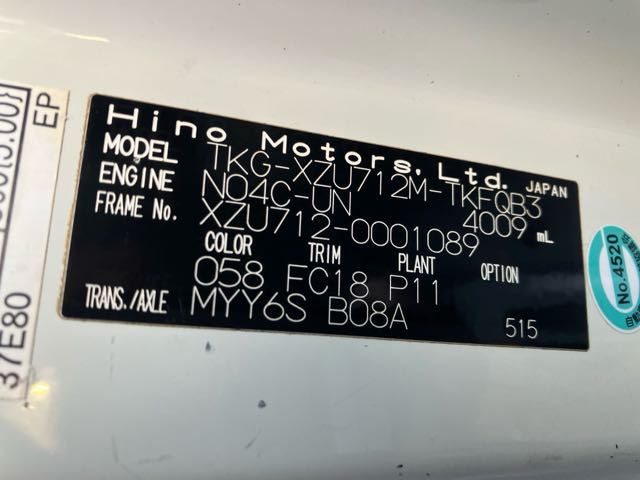 Hino Motors, Ltd. JAPAN
MODEL TKG-XZU712M-TKFQB3
ENGINE N04C-UN 4009 mL
FRAME No. XZU712-0001089
COLOR TRIM PLANT OPTION
058 FC18 P11
TRANS./AXLE MYY6S B08A 515
EP
37E80
No.4520